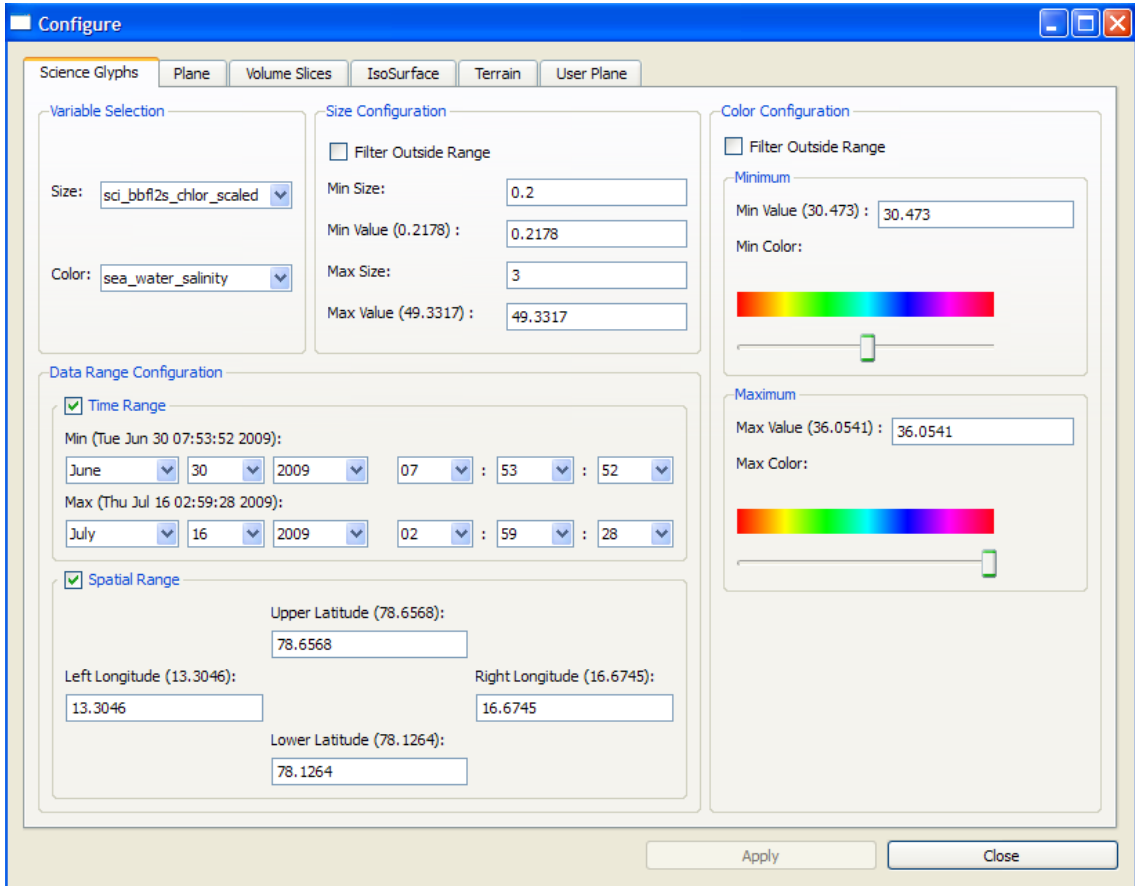 Configure
Science Glyphs Plane Volume Slices IsoSurface Terrain User Plane
Variable Selection
Size: sci_bbfl2s_chlor_scaled
Color: sea_water_salinity
Size Configuration
Filter Outside Range
Min Size: 0.2
Min Value (0.2178) : 0.2178
Max Size: 3
Max Value (49.3317) : 49.3317
Color Configuration
Filter Outside Range
Minimum
Min Value (30.473) : 30.473
Min Color:
Maximum
Max Value (36.0541) : 36.0541
Max Color:
Data Range Configuration
Time Range
Min (Tue Jun 30 07:53:52 2009):
June 30 2009 07 : 53 : 52
Max (Thu Jul 16 02:59:28 2009):
July 16 2009 02 : 59 : 28
Spatial Range
Upper Latitude (78.6568):
78.6568
Left Longitude (13.3046): Right Longitude (16.6745):
13.3046 16.6745
Lower Latitude (78.1264):
78.1264
Apply Close